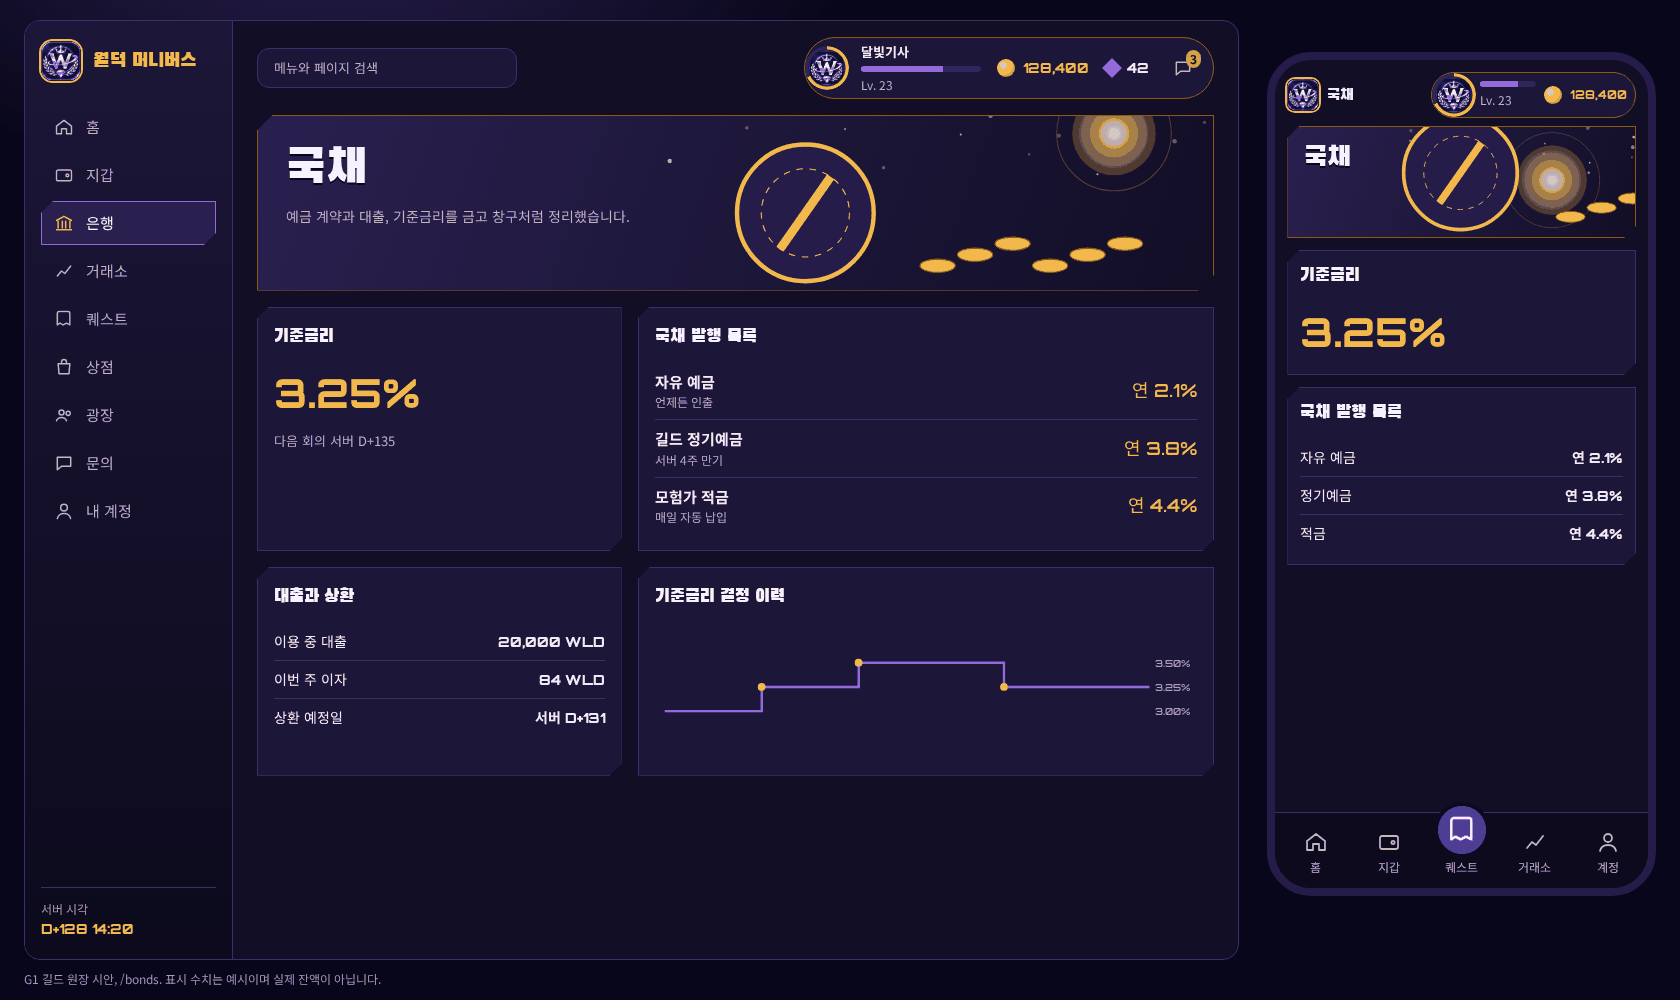 월덕 머니버스
홈
지갑
은행
거래소
퀘스트
상점
광장
문의
내 계정
서버 시각
D+128 14:20
메뉴와 페이지 검색
W
달빛기사
Lv. 23
128,400
42
3
국채
예금 계약과 대출, 기준금리를 금고 창구처럼 정리했습니다.
기준금리
3.25%
다음 회의 서버 D+135
국채 발행 목록
자유 예금
언제든 인출
연 2.1%
길드 정기예금
서버 4주 만기
연 3.8%
모험가 적금
매일 자동 납입
연 4.4%
대출과 상환
이용 중 대출 20,000 WLD
이번 주 이자 84 WLD
상환 예정일 서버 D+131
기준금리 결정 이력
3.50%
3.25%
3.00%
W
국채
W
Lv. 23
128,400
국채
기준금리
3.25%
국채 발행 목록
자유 예금 연 2.1%
정기예금 연 3.8%
적금 연 4.4%
홈
지갑
퀘스트
거래소
계정
G1 길드 원장 시안, /bonds. 표시 수치는 예시이며 실제 잔액이 아닙니다.